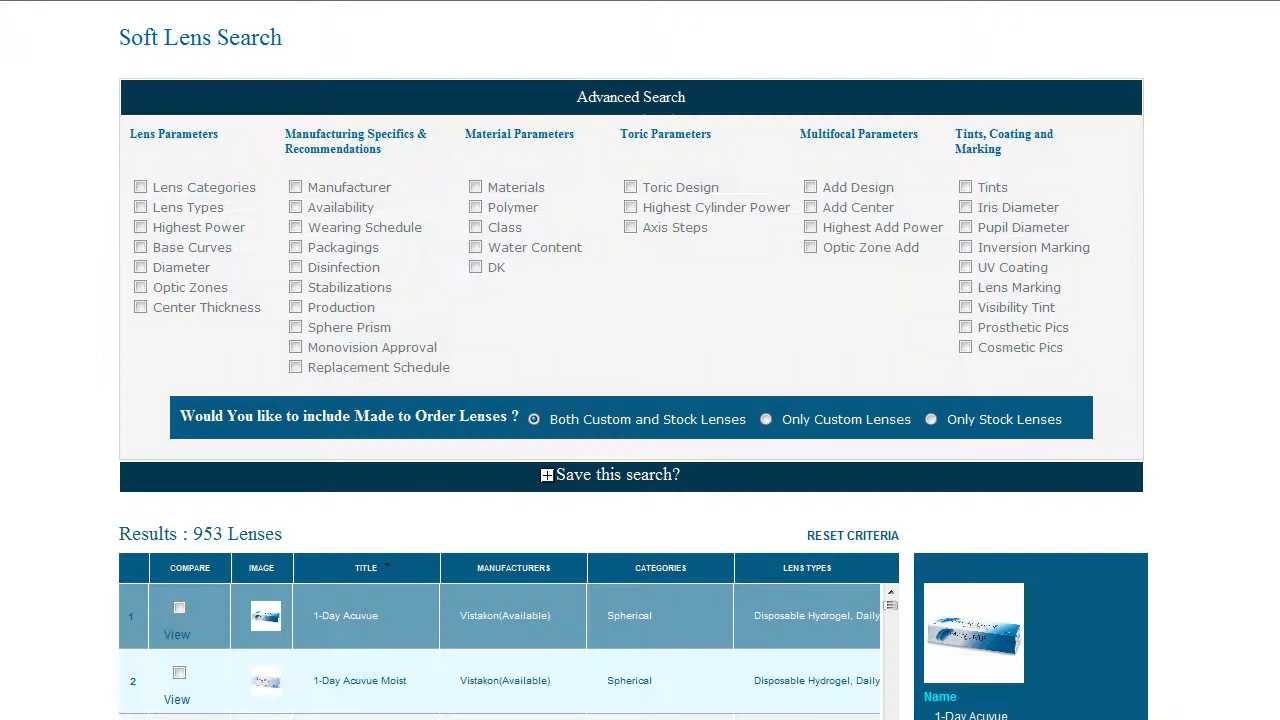 Soft Lens Search
Advanced Search
Lens Parameters
Lens Categories
Lens Types
Highest Power
Base Curves
Diameter
Optic Zones
Center Thickness
Manufacturing Specifics &
Recommendations
Manufacturer
Availability
Wearing Schedule
Packagings
Disinfection
Stabilizations
Production
Sphere Prism
Monovision Approval
Replacement Schedule
Material Parameters
Materials
Polymer
Class
Water Content
DK
Toric Parameters
Toric Design
Highest Cylinder Power
Axis Steps
Multifocal Parameters
Add Design
Add Center
Highest Add Power
Optic Zone Add
Tints, Coating and
Marking
Tints
Iris Diameter
Pupil Diameter
Inversion Marking
UV Coating
Lens Marking
Visibility Tint
Prosthetic Pics
Cosmetic Pics
Would You like to include Made to Order Lenses ? Both Custom and Stock Lenses Only Custom Lenses Only Stock Lenses
Save this search?
Results : 953 Lenses RESET CRITERIA
COMPARE IMAGE TITLE MANUFACTURERS CATEGORIES LENS TYPES
1 1-Day Acuvue Vistakon(Available) Spherical Disposable Hydrogel, Daily
View
2 1-Day Acuvue Moist Vistakon(Available) Spherical Disposable Hydrogel, Daily
View
Name
1-Day Acuvue